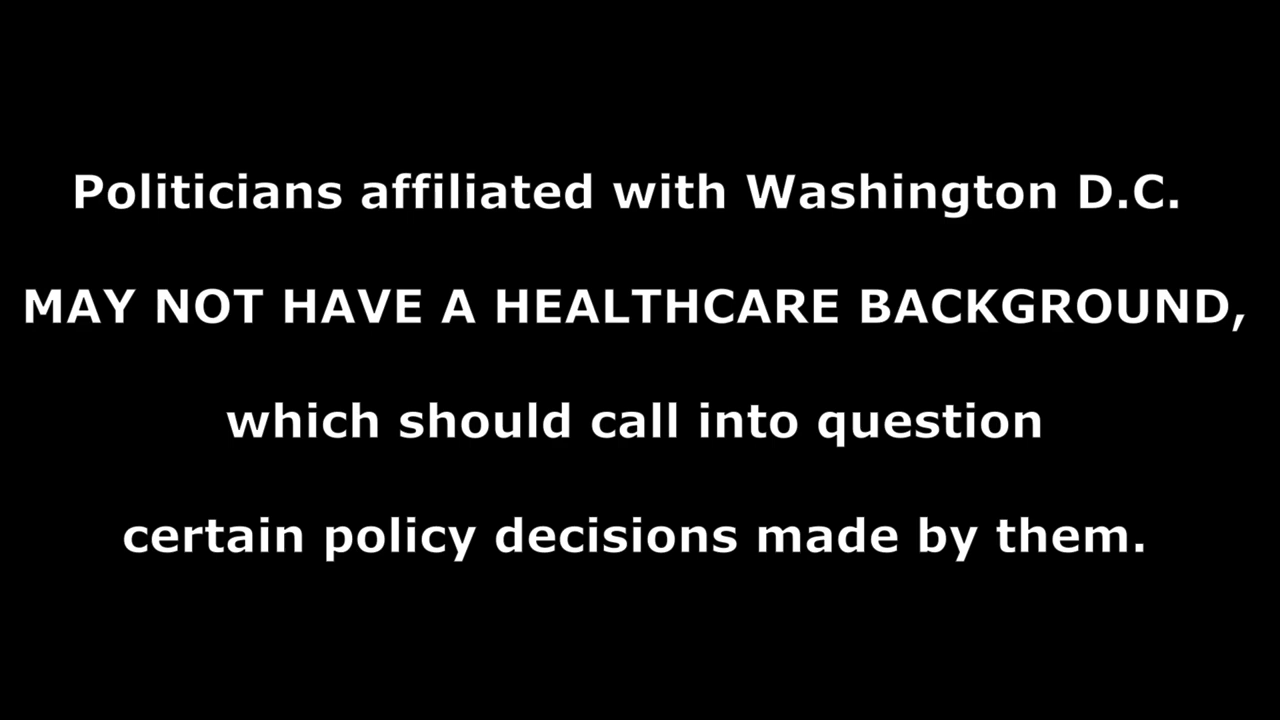 Politicians affiliated with Washington D.C.
MAY NOT HAVE A HEALTHCARE BACKGROUND,
which should call into question
certain policy decisions made by them.